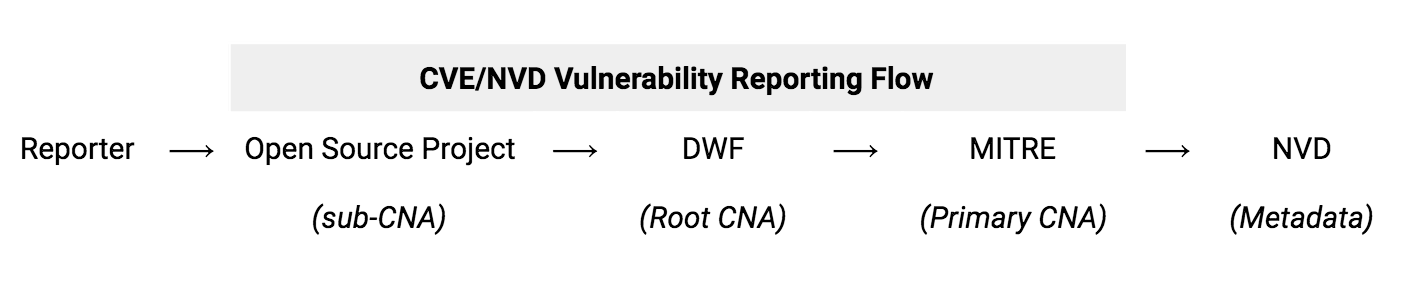 CVE/NVD Vulnerability Reporting Flow
Reporter → Open Source Project → DWF → MITRE → NVD
(sub-CNA) (Root CNA) (Primary CNA) (Metadata)